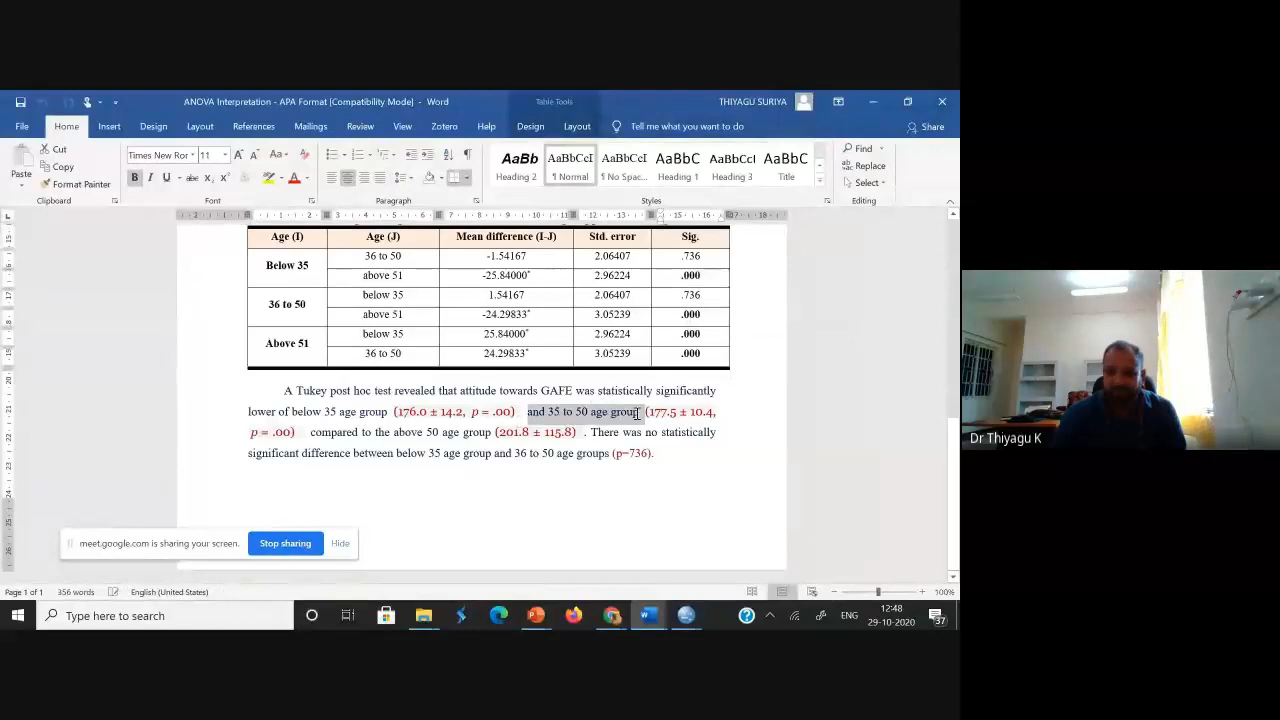 ANOVA Interpretation - APA Format [Compatibility Mode] - Word
Table Tools
THIYAGU SURIYA
File Home Insert Design Layout References Mailings Review View Zotero Help Design Layout Tell me what you want to do Share
Paste
Cut
Copy
Format Painter
Clipboard
Times New Ror 11
Font
Paragraph
AaBb AaBbCcI AaBbCcI AaBbC AaBbCcI AaBbC
Heading 2 ¶ Normal ¶ No Spac... Heading 1 Heading 3 Title
Styles
Find
Replace
Select
Editing
Age (I) Age (J) Mean difference (I-J) Std. error Sig.
Below 35 36 to 50 -1.54167 2.06407 .736
above 51 -25.84000* 2.96224 .000
36 to 50 below 35 1.54167 2.06407 .736
above 51 -24.29833* 3.05239 .000
Above 51 below 35 25.84000* 2.96224 .000
36 to 50 24.29833* 3.05239 .000
A Tukey post hoc test revealed that attitude towards GAFE was statistically significantly
lower of below 35 age group (176.0 ± 14.2, p = .00) and 35 to 50 age group (177.5 ± 10.4,
p = .00) compared to the above 50 age group (201.8 ± 115.8) . There was no statistically
significant difference between below 35 age group and 36 to 50 age groups (p=736).
meet.google.com is sharing your screen. Stop sharing Hide
Dr Thiyagu K
Page 1 of 1 356 words English (United States) 100%
Type here to search
ENG
12:48
29-10-2020
37